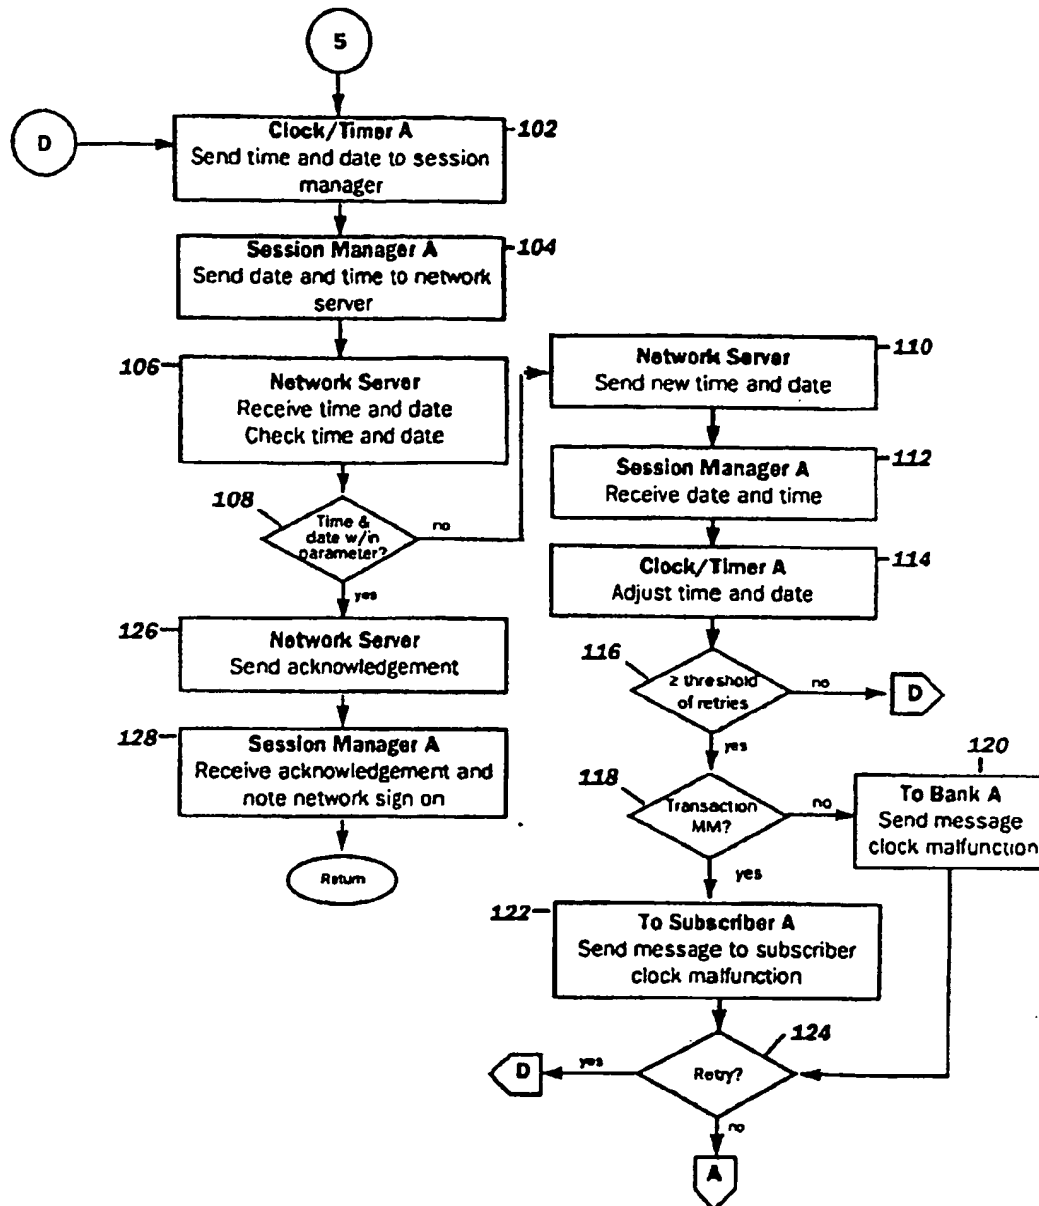 5
D
Clock/Timer A
Send time and date to session
manager
102
Session Manager A
Send date and time to network
server
104
106
Network Server
Receive time and date
Check time and date
108
Time &
date w/in
parameter?
no
yes
126
Network Server
Send acknowledgement
128
Session Manager A
Receive acknowledgement and
note network sign on
Return
110
Network Server
Send new time and date
112
Session Manager A
Receive date and time
114
Clock/Timer A
Adjust time and date
116
≥ threshold
of retries
no
D
yes
118
Transaction
MM?
no
120
To Bank A
Send message
clock malfunction
yes
122
To Subscriber A
Send message to subscriber
clock malfunction
124
Retry?
yes
D
no
A